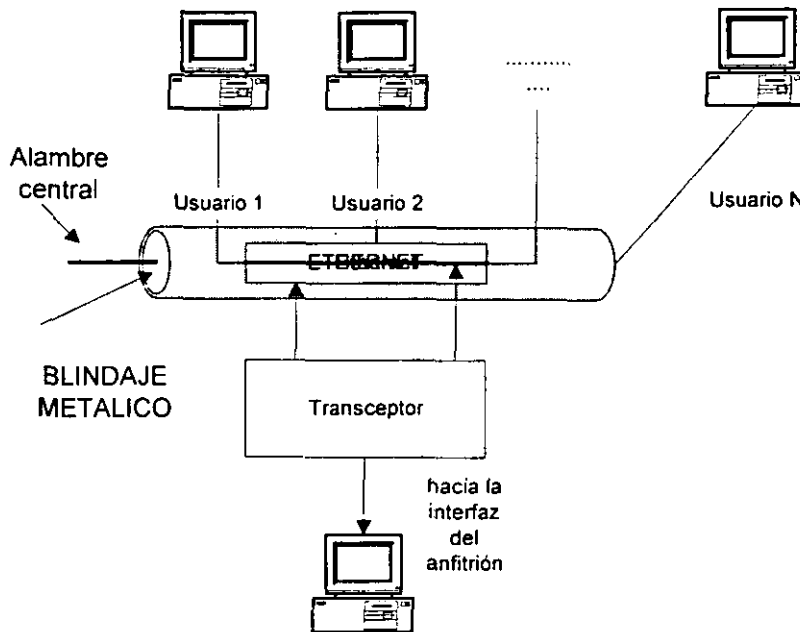 Alambre
central
Usuario 1
Usuario 2
Usuario N
BLINDAJE
METALICO
Transceptor
hacia la
interfaz
del
anfitrión